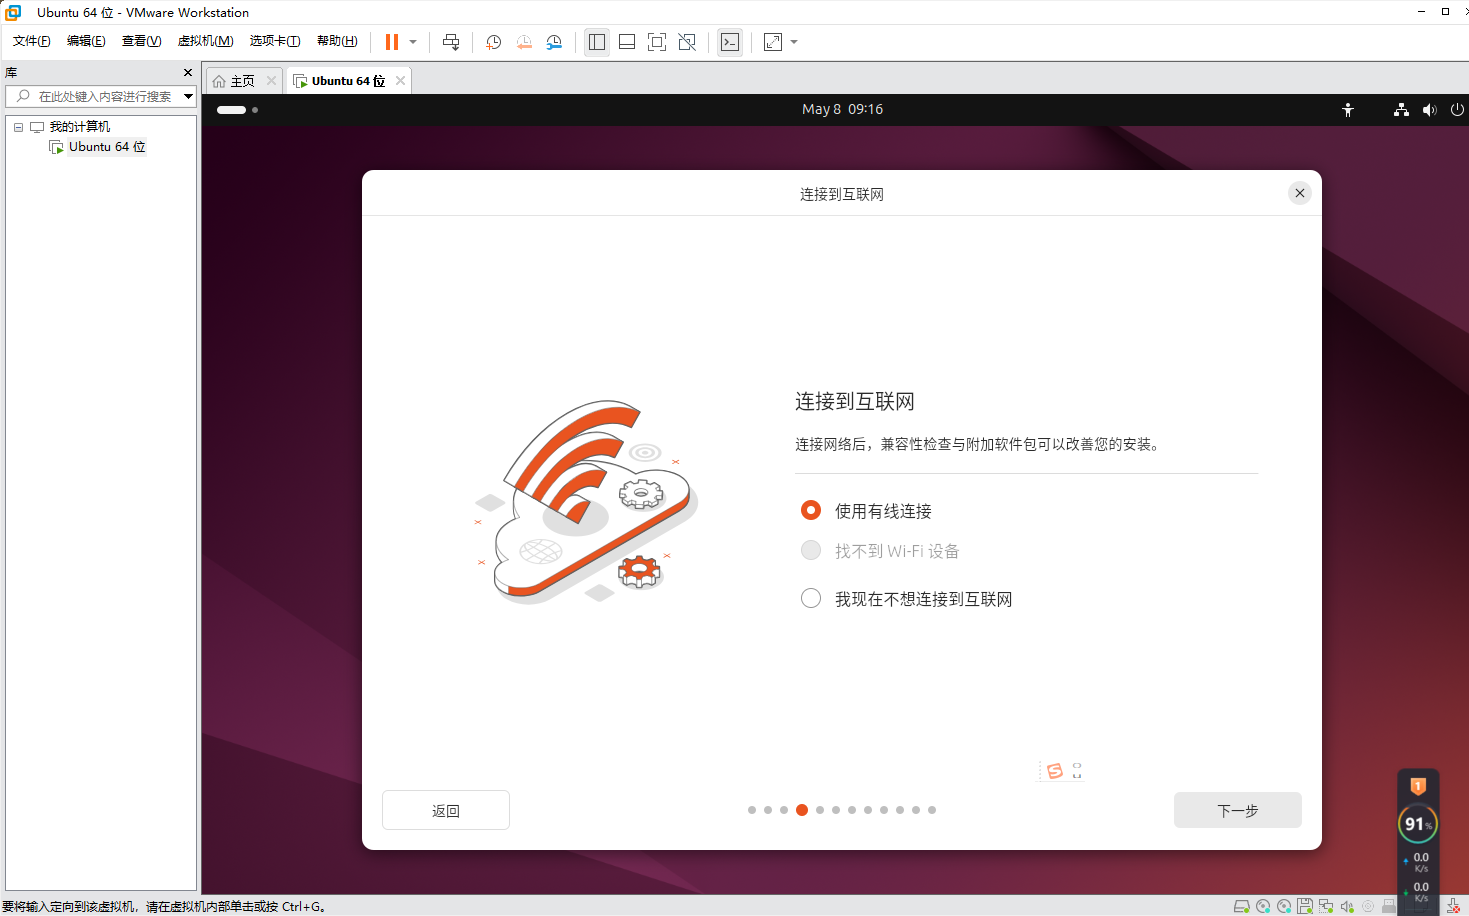 Ubuntu 64 位 - VMware Workstation
文件(F) 编辑(E) 查看(V) 虚拟机(M) 选项卡(T) 帮助(H)
库
在此处键入内容进行搜索
我的计算机
Ubuntu 64 位
主页
Ubuntu 64 位
May 8 09:16
连接到互联网
连接到互联网
连接网络后，兼容性检查与附加软件包可以改善您的安装。
使用有线连接
找不到 Wi-Fi 设备
我现在不想连接到互联网
返回
下一步
1
91%
0.0
K/s
0.0
K/s
要将输入定向到该虚拟机，请在虚拟机内部单击或按 Ctrl+G。